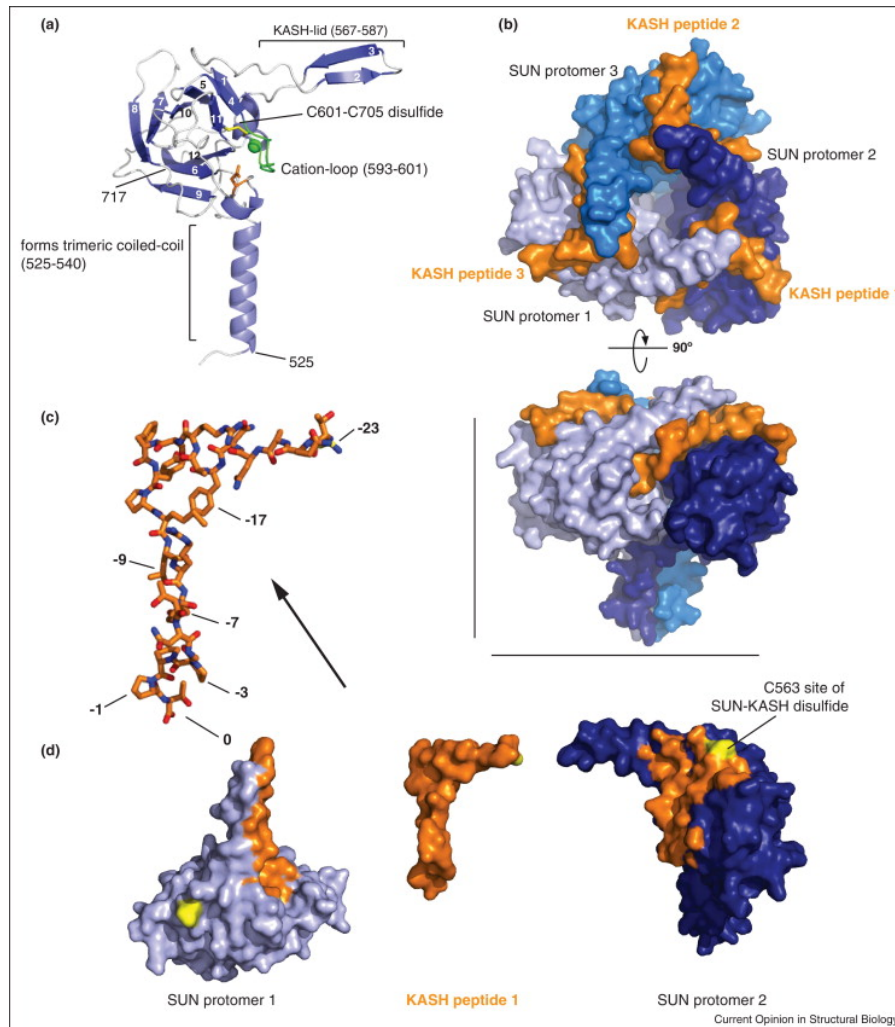 (a)
KASH-lid (567-587)
3
2
1
5
4
7
8
10
11
C601-C705 disulfide
12
6
Cation-loop (593-601)
717
9
forms trimeric coiled-coil
(525-540)
525
(b)
KASH peptide 2
SUN protomer 3
SUN protomer 2
KASH peptide 3
KASH peptide 1
SUN protomer 1
90°
(c)
-23
-17
-9
-7
-3
-1
0
C563 site of
SUN-KASH disulfide
(d)
SUN protomer 1
KASH peptide 1
SUN protomer 2
Current Opinion in Structural Biology